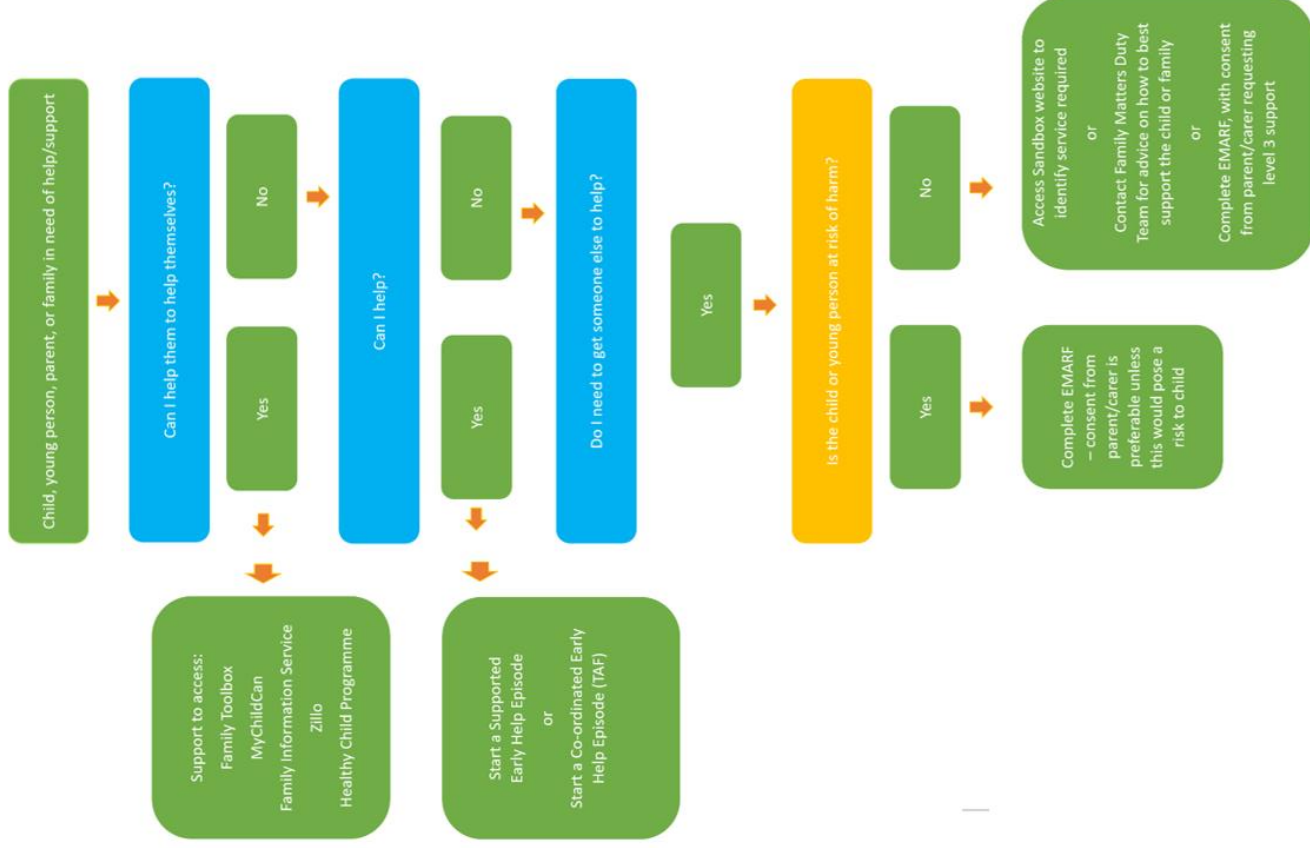 Child, young person, parent, or family in need of help/support
Can I help them to help themselves?
Yes
No
Support to access:
Family Toolbox
MyChildCan
Family Information Service
Zillo
Healthy Child Programme
Can I help?
Yes
No
Start a Supported
Early Help Episode
or
Start a Co-ordinated Early
Help Episode (TAF)
Do I need to get someone else to help?
Yes
Is the child or young person at risk of harm?
Yes
No
Complete EMARF
– consent from
parent/carer is
preferable unless
this would pose a
risk to child
Access Sandbox website to
identify service required
or
Contact Family Matters Duty
Team for advice on how to best
support the child or family
or
Complete EMARF, with consent
from parent/carer requesting
level 3 support